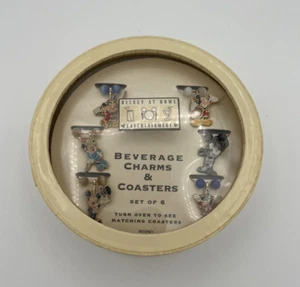 DISNEY AT HOME
BEVERAGE
CHARMS
&
COASTERS
SET OF 6
TURN OVER TO SEE
MATCHING COASTERS